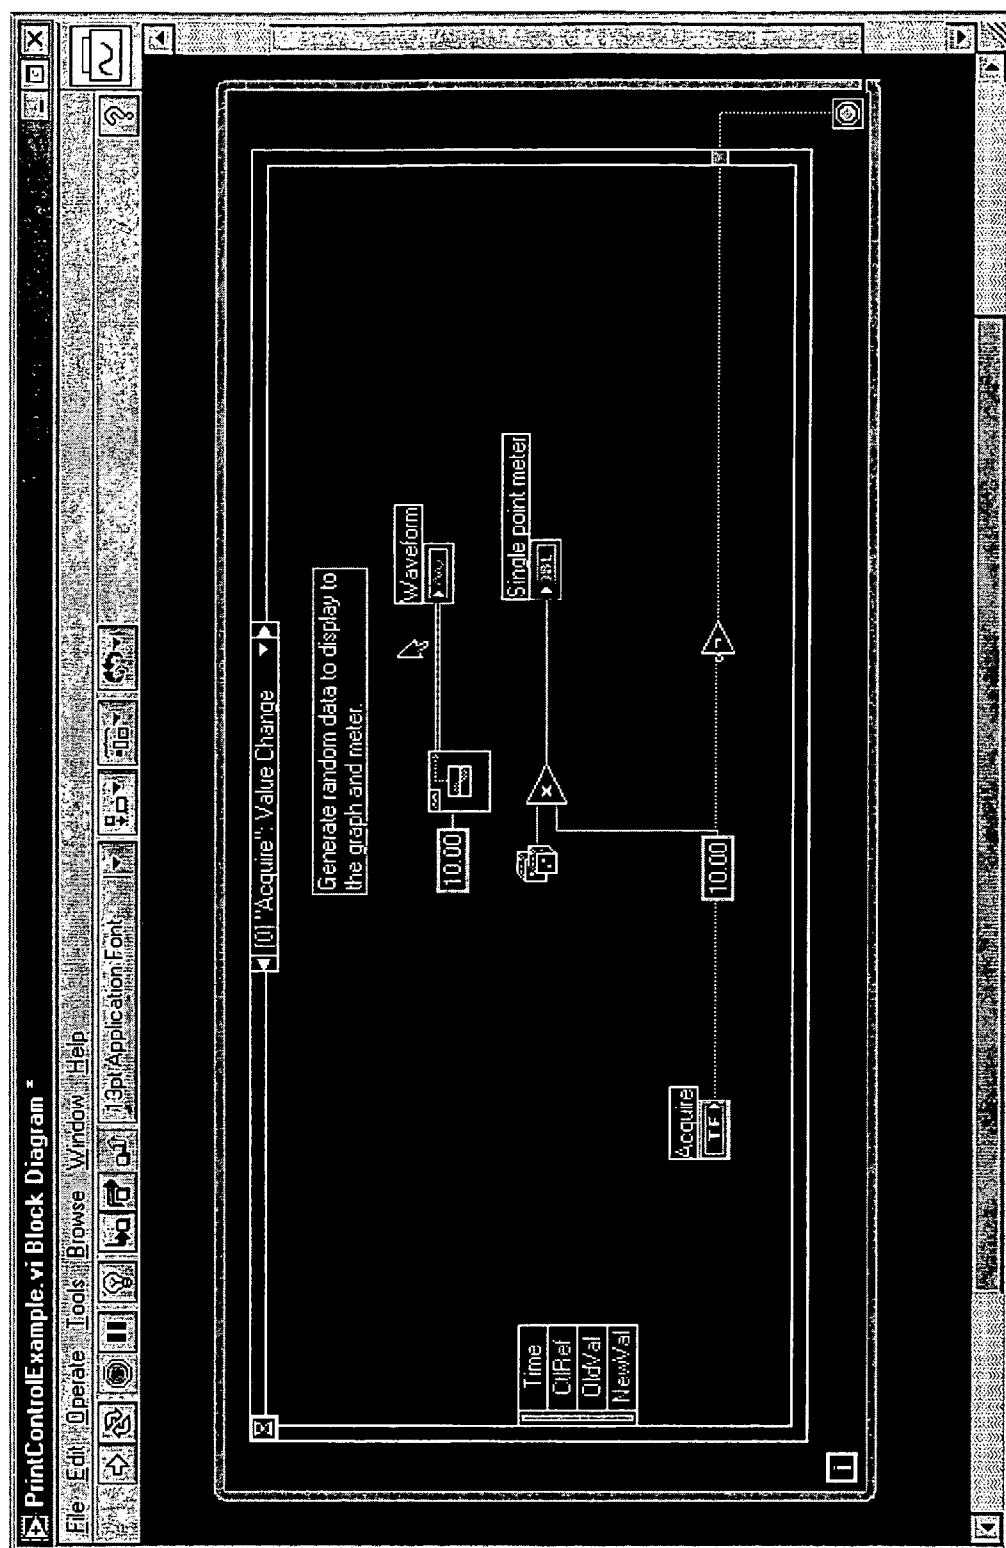 PrintControlExample.vi Block Diagram *
File Edit Operate Tools Browse Window Help
13pt Application Font
[0] "Acquire": Value Change
Generate random data to display to
the graph and meter.
Waveform
10.00
Single point meter
DBL
10.00
Acquire
TF
Time
CtlRef
OldVal
NewVal
i